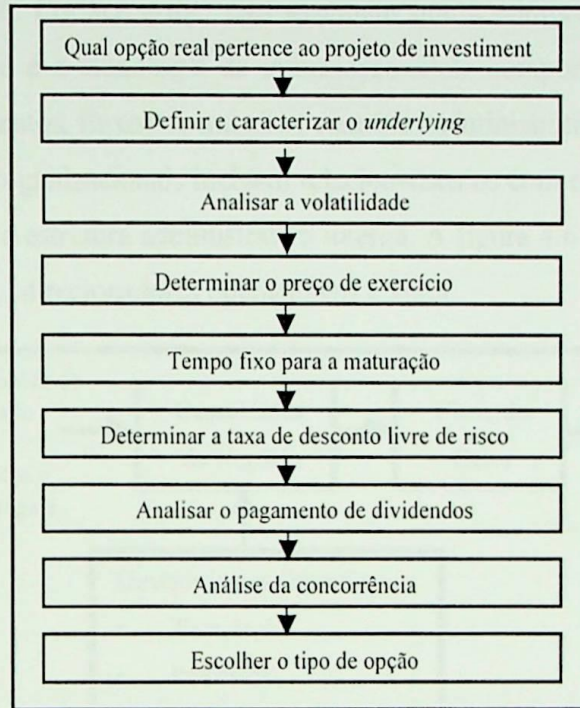 Qual opção real pertence ao projeto de investiment
Definir e caracterizar o underlying
Analisar a volatilidade
Determinar o preço de exercício
Tempo fixo para a maturação
Determinar a taxa de desconto livre de risco
Analisar o pagamento de dividendos
Análise da concorrência
Escolher o tipo de opção